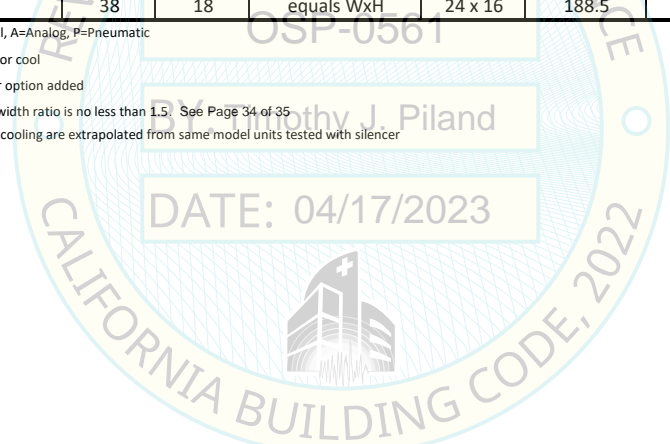 38 18 equals WxH 24 x 16 188.5
l, A=Analog, P=Pneumatic
OSP-0561
or cool
r option added
width ratio is no less than 1.5. See Page 34 of 35
BY: Timothy J. Piland
cooling are extrapolated from same model units tested with silencer
DATE: 04/17/2023
CALIFORNIA BUILDING CODE, 2022